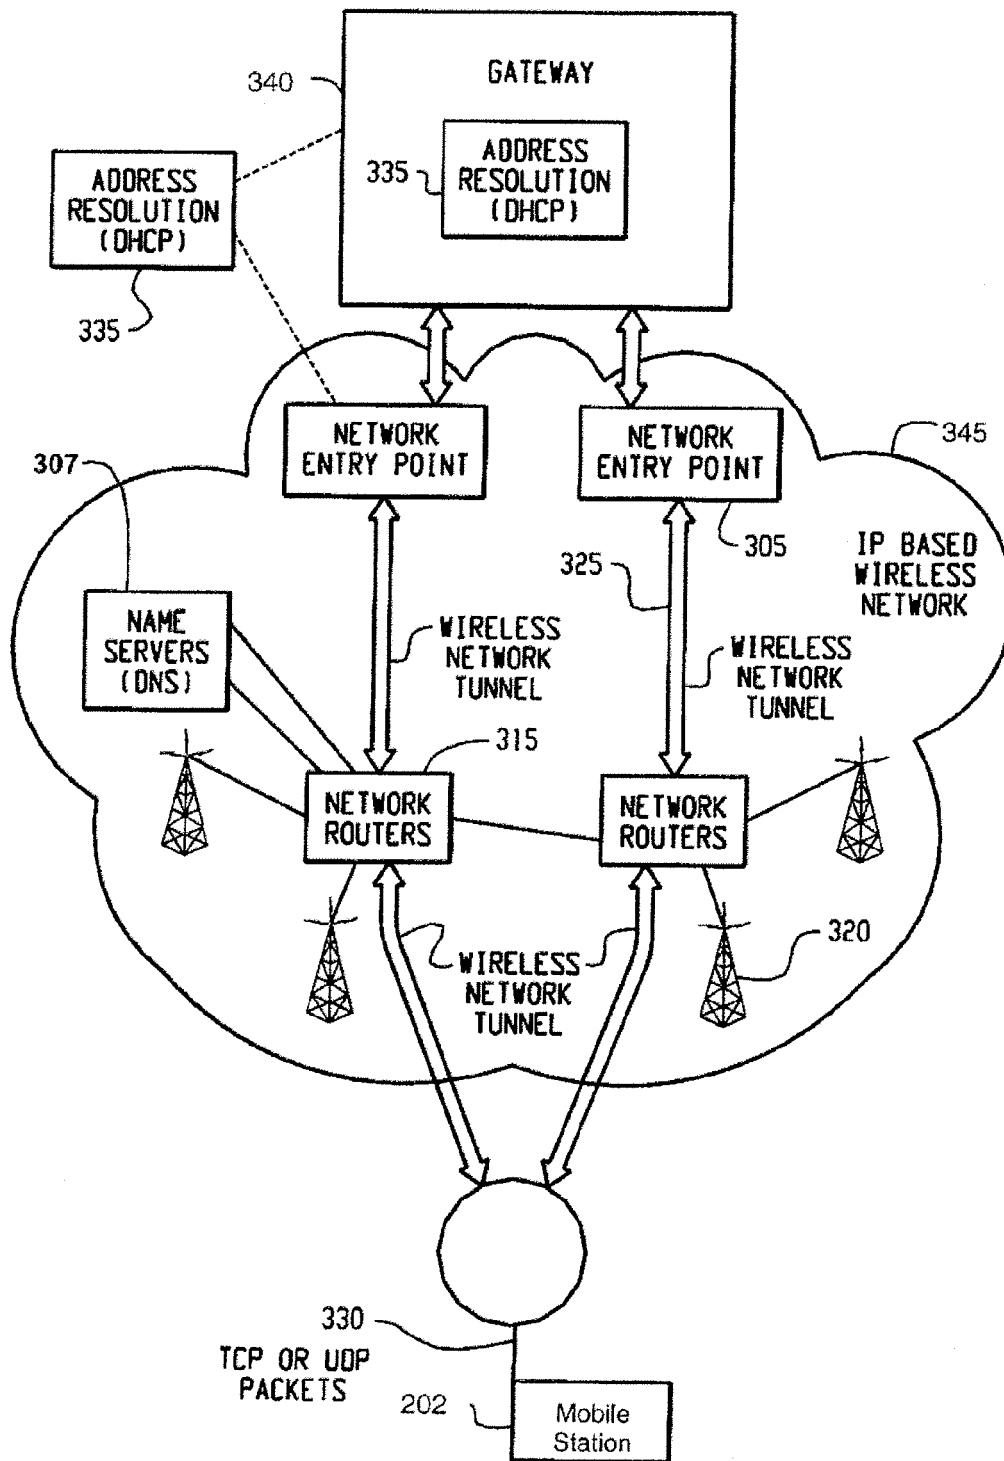 GATEWAY
340
ADDRESS
RESOLUTION
(DHCP)
335
ADDRESS
RESOLUTION
(DHCP)
335
NETWORK
ENTRY POINT
NETWORK
ENTRY POINT
345
307
305
325
IP BASED
WIRELESS
NETWORK
NAME
SERVERS
(DNS)
WIRELESS
NETWORK
TUNNEL
WIRELESS
NETWORK
TUNNEL
315
NETWORK
ROUTERS
NETWORK
ROUTERS
320
WIRELESS
NETWORK
TUNNEL
330
TCP OR UDP
PACKETS
202
Mobile
Station